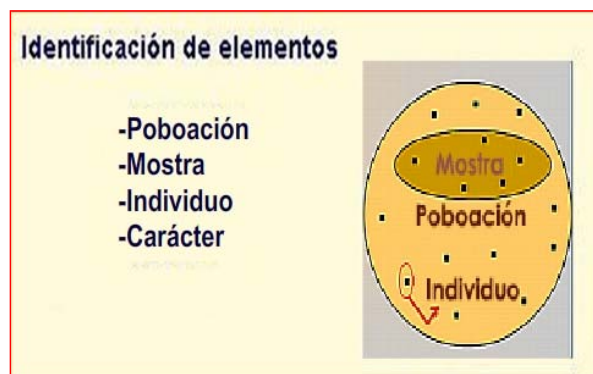 Identificación de elementos
-Poboación
-Mostra
-Individuo
-Carácter
Mostra
Poboación
Individuo